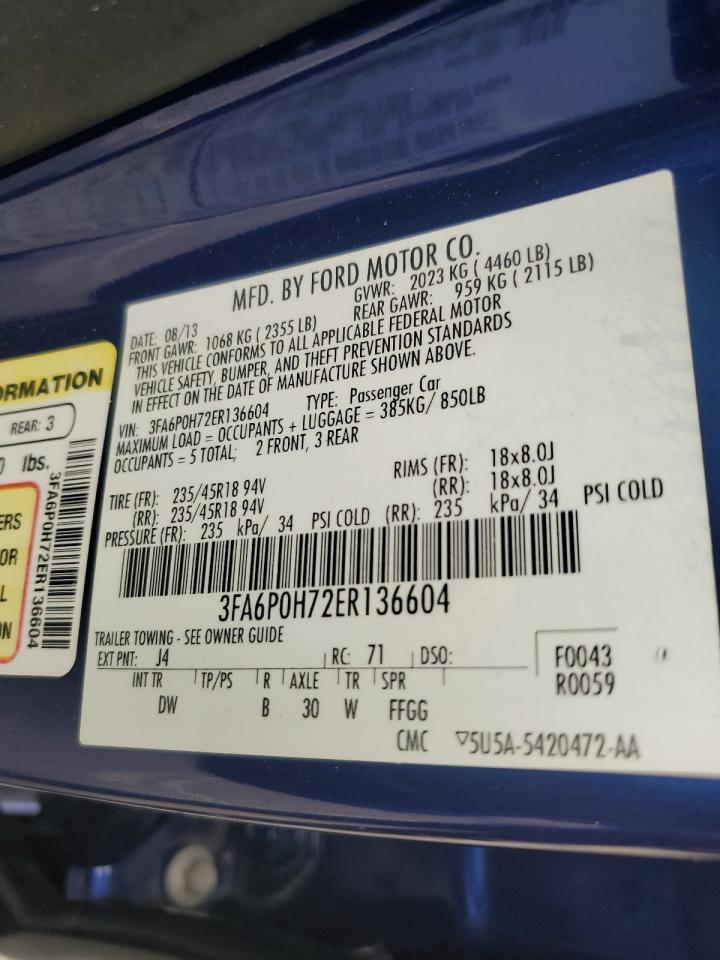 MFD. BY FORD MOTOR CO.
DATE: 08/13 GVWR: 2023 KG ( 4460 LB)
FRONT GAWR: 1068 KG ( 2355 LB) REAR GAWR: 959 KG ( 2115 LB)
THIS VEHICLE CONFORMS TO ALL APPLICABLE FEDERAL MOTOR
VEHICLE SAFETY, BUMPER, AND THEFT PREVENTION STANDARDS
IN EFFECT ON THE DATE OF MANUFACTURE SHOWN ABOVE.
VIN: 3FA6P0H72ER136604 TYPE: Passenger Car
MAXIMUM LOAD = OCCUPANTS + LUGGAGE = 385KG/ 850LB
OCCUPANTS = 5 TOTAL; 2 FRONT, 3 REAR
TIRE (FR): 235/45R18 94V RIMS (FR): 18x8.0J
(RR): 235/45R18 94V (RR): 18x8.0J
PRESSURE (FR): 235 kPa/ 34 PSI COLD (RR): 235 kPa/ 34 PSI COLD
3FA6P0H72ER136604
TRAILER TOWING - SEE OWNER GUIDE
EXT PNT: J4 RC: 71 DSO: F0043
INT TR TP/PS R AXLE TR SPR R0059
DW B 30 W FFGG
CMC ▽5U5A-5420472-AA
ORMATION
REAR: 3
0 lbs.
3FA6P0H72ER136604
ERS
OR
L
ON